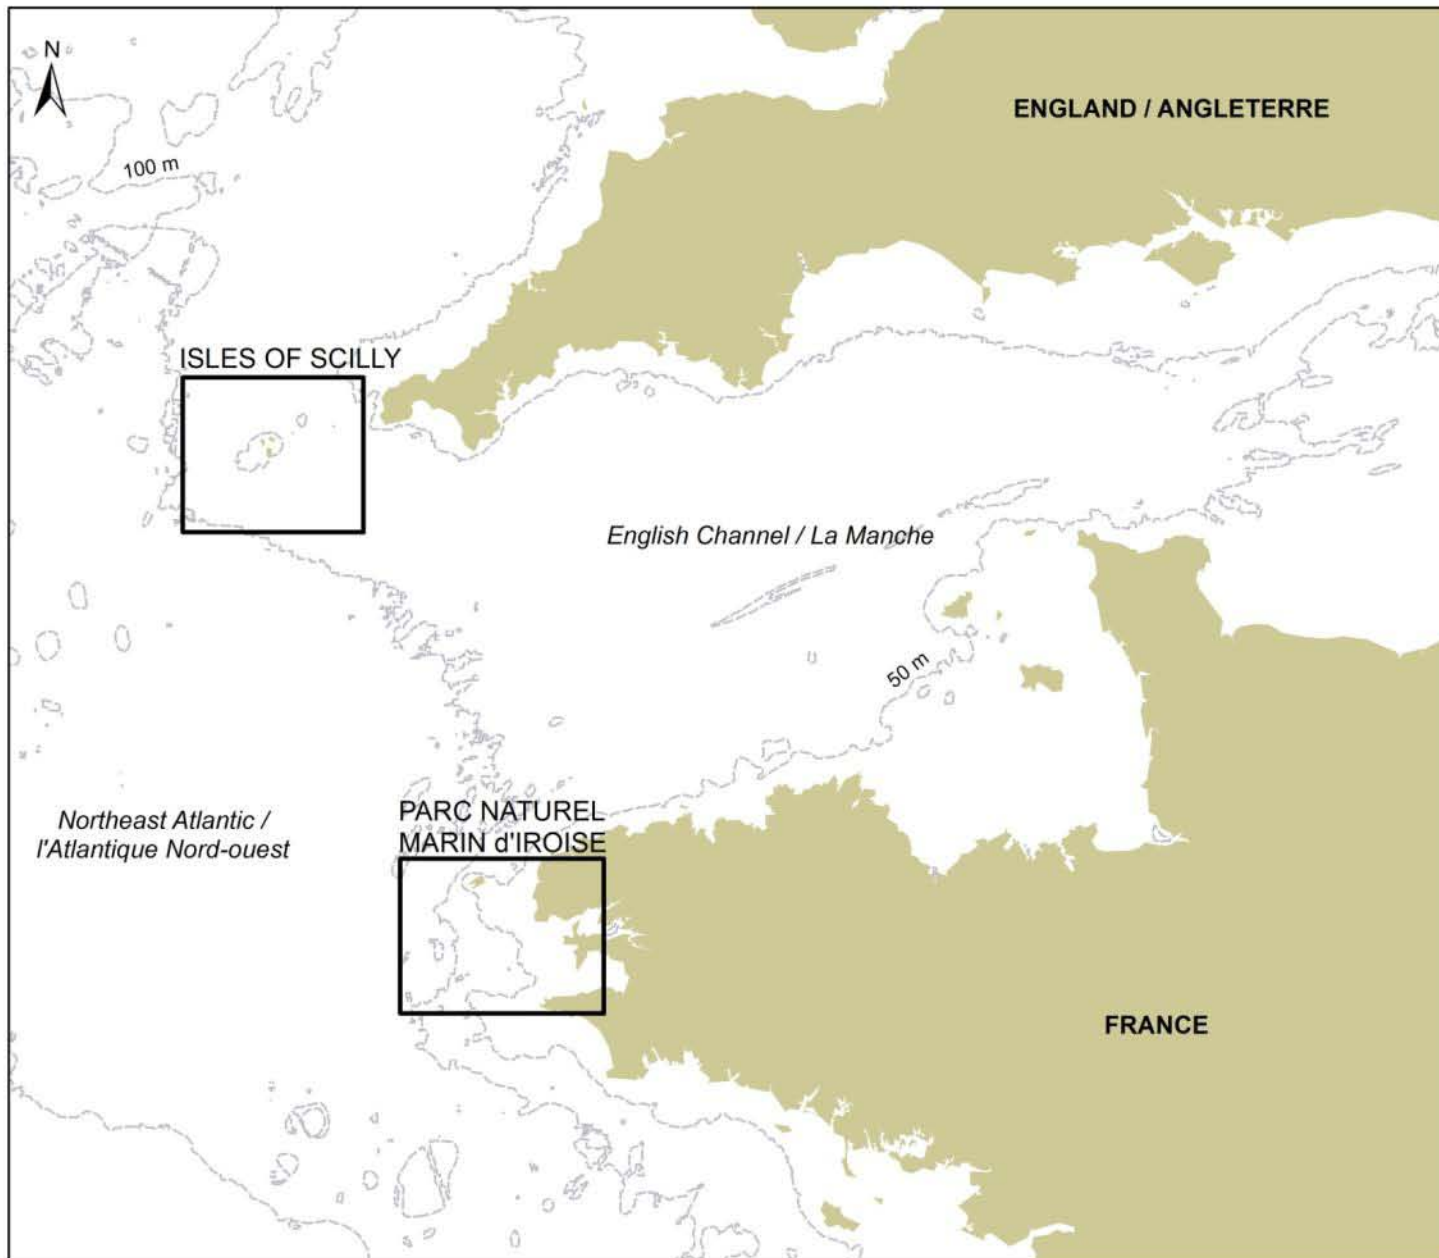 N
ENGLAND / ANGLETERRE
100 m
ISLES OF SCILLY
English Channel / La Manche
50 m
Northeast Atlantic /
l'Atlantique Nord-ouest
PARC NATUREL
MARIN d'IROISE
FRANCE